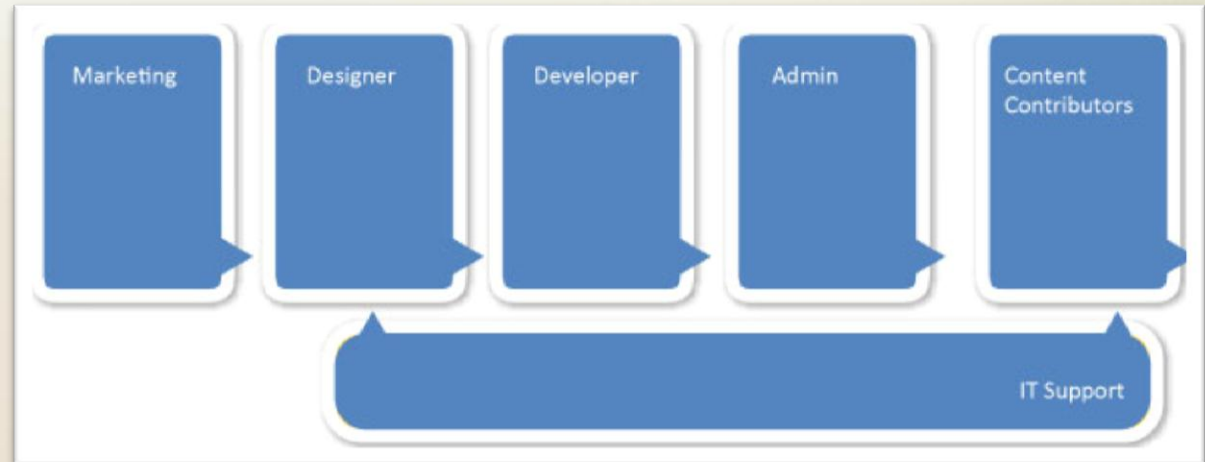 Marketing
Designer
Developer
Admin
Content
Contributors
IT Support